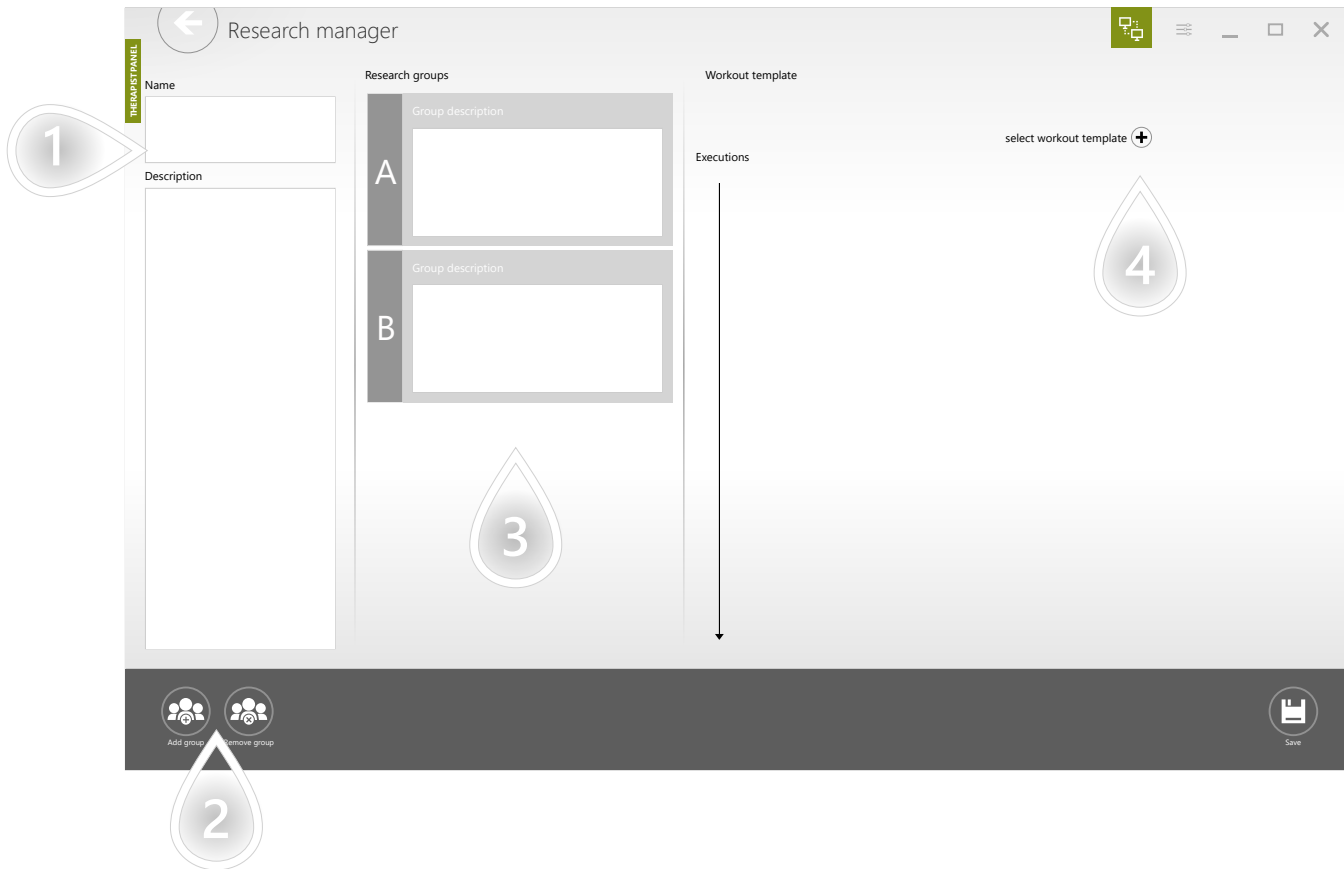 Research manager
THERAPIST PANEL
Name
Description
Research groups
A
Group description
B
Group description
Workout template
select workout template
Executions
1
2
3
4
Add group
Remove group
Save